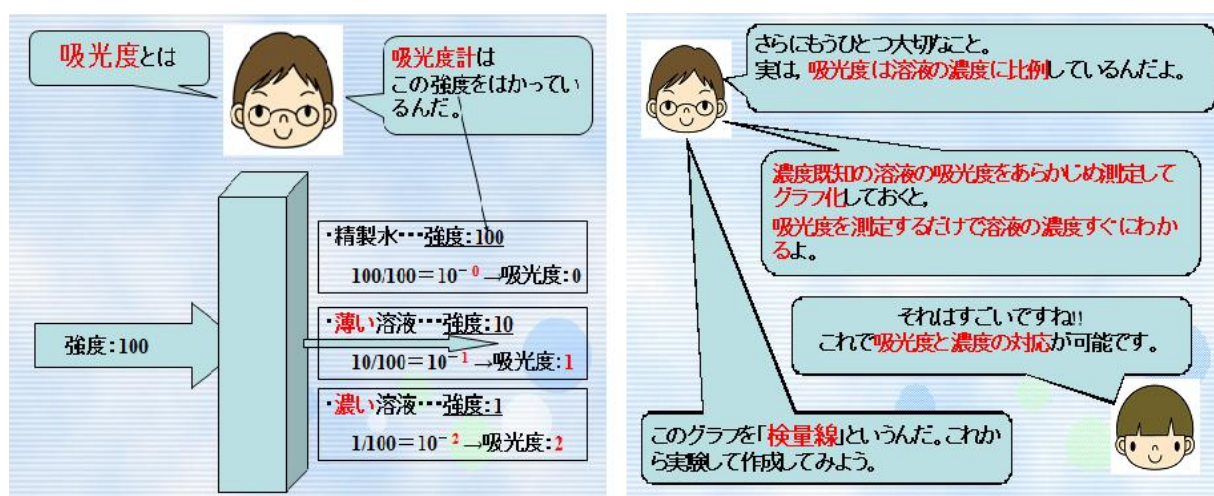 吸光度とは
吸光度計は
この強度をはかってい
るんだ。
強度:100
・精製水・・・強度:100
100/100=10⁻⁰→吸光度:0
・薄い溶液・・・強度:10
10/100=10⁻¹→吸光度:1
・濃い溶液・・・強度:1
1/100=10⁻²→吸光度:2
さらにもうひとつ大切なこと。
実は,吸光度は溶液の濃度に比例しているんだよ。
濃度既知の溶液の吸光度をあらかじめ測定して
グラフ化しておくと,
吸光度を測定するだけで溶液の濃度すぐにわか
るよ。
それはすごいですね!!
これで吸光度と濃度の対応が可能です。
このグラフを「検量線」というんだ。これか
ら実験して作成してみよう。